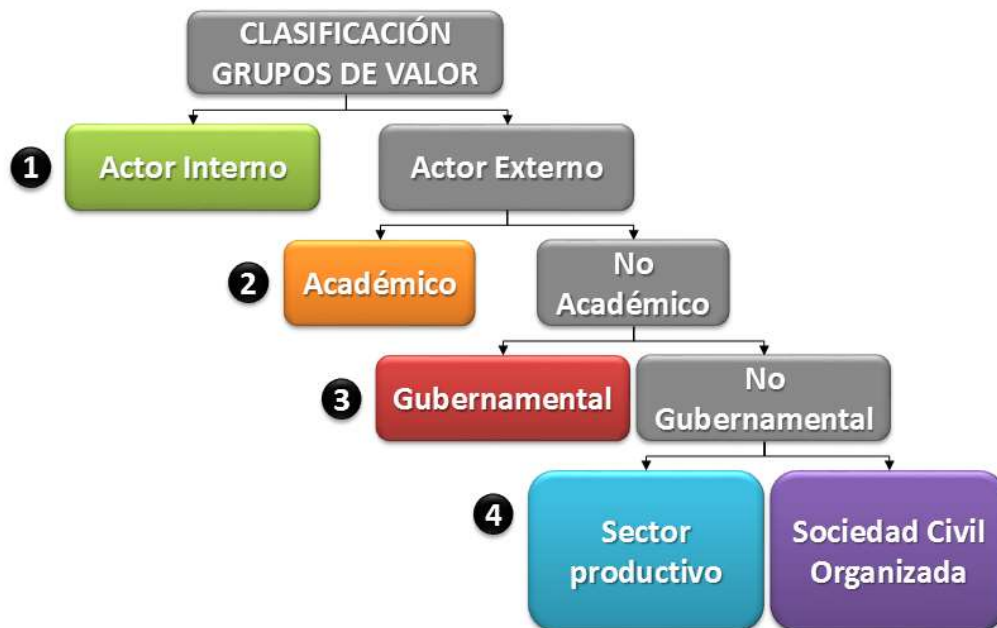 CLASIFICACIÓN
GRUPOS DE VALOR
1
Actor Interno
Actor Externo
2
Académico
No
Académico
3
Gubernamental
No
Gubernamental
4
Sector
productivo
Sociedad Civil
Organizada